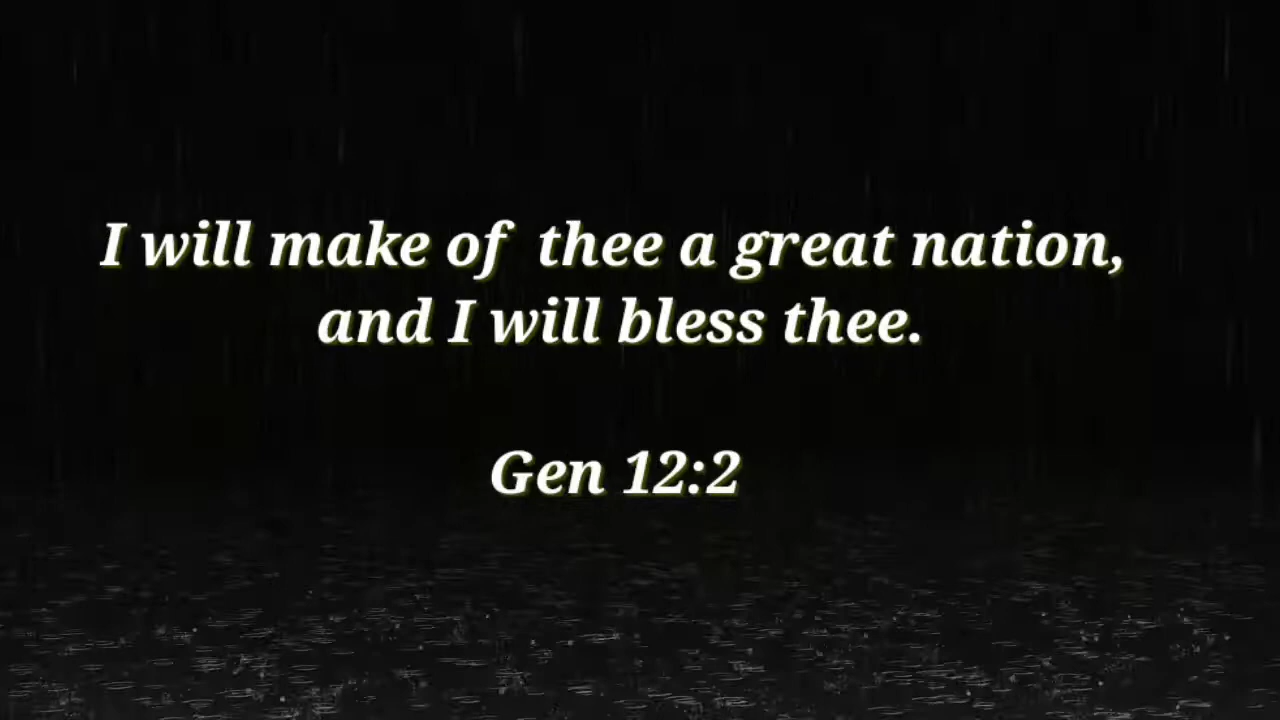 I will make of thee a great nation,
and I will bless thee.
Gen 12:2